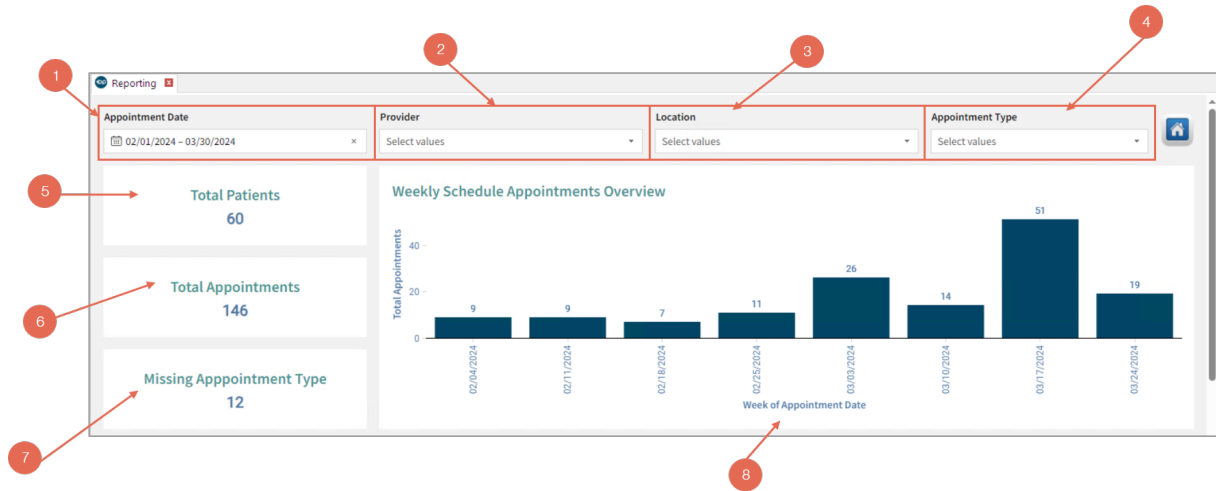 4
2
3
1
Reporting
Appointment Date
Provider
Location
Appointment Type
02/01/2024 – 03/30/2024 ×
Select values
Select values
Select values
5
Total Patients
60
Weekly Schedule Appointments Overview
Total Appointments
40
20
0
9
9
7
11
26
14
51
19
02/04/2024
02/11/2024
02/18/2024
02/25/2024
03/03/2024
03/10/2024
03/17/2024
03/24/2024
Week of Appointment Date
6
Total Appointments
146
Missing Apppointment Type
12
7
8